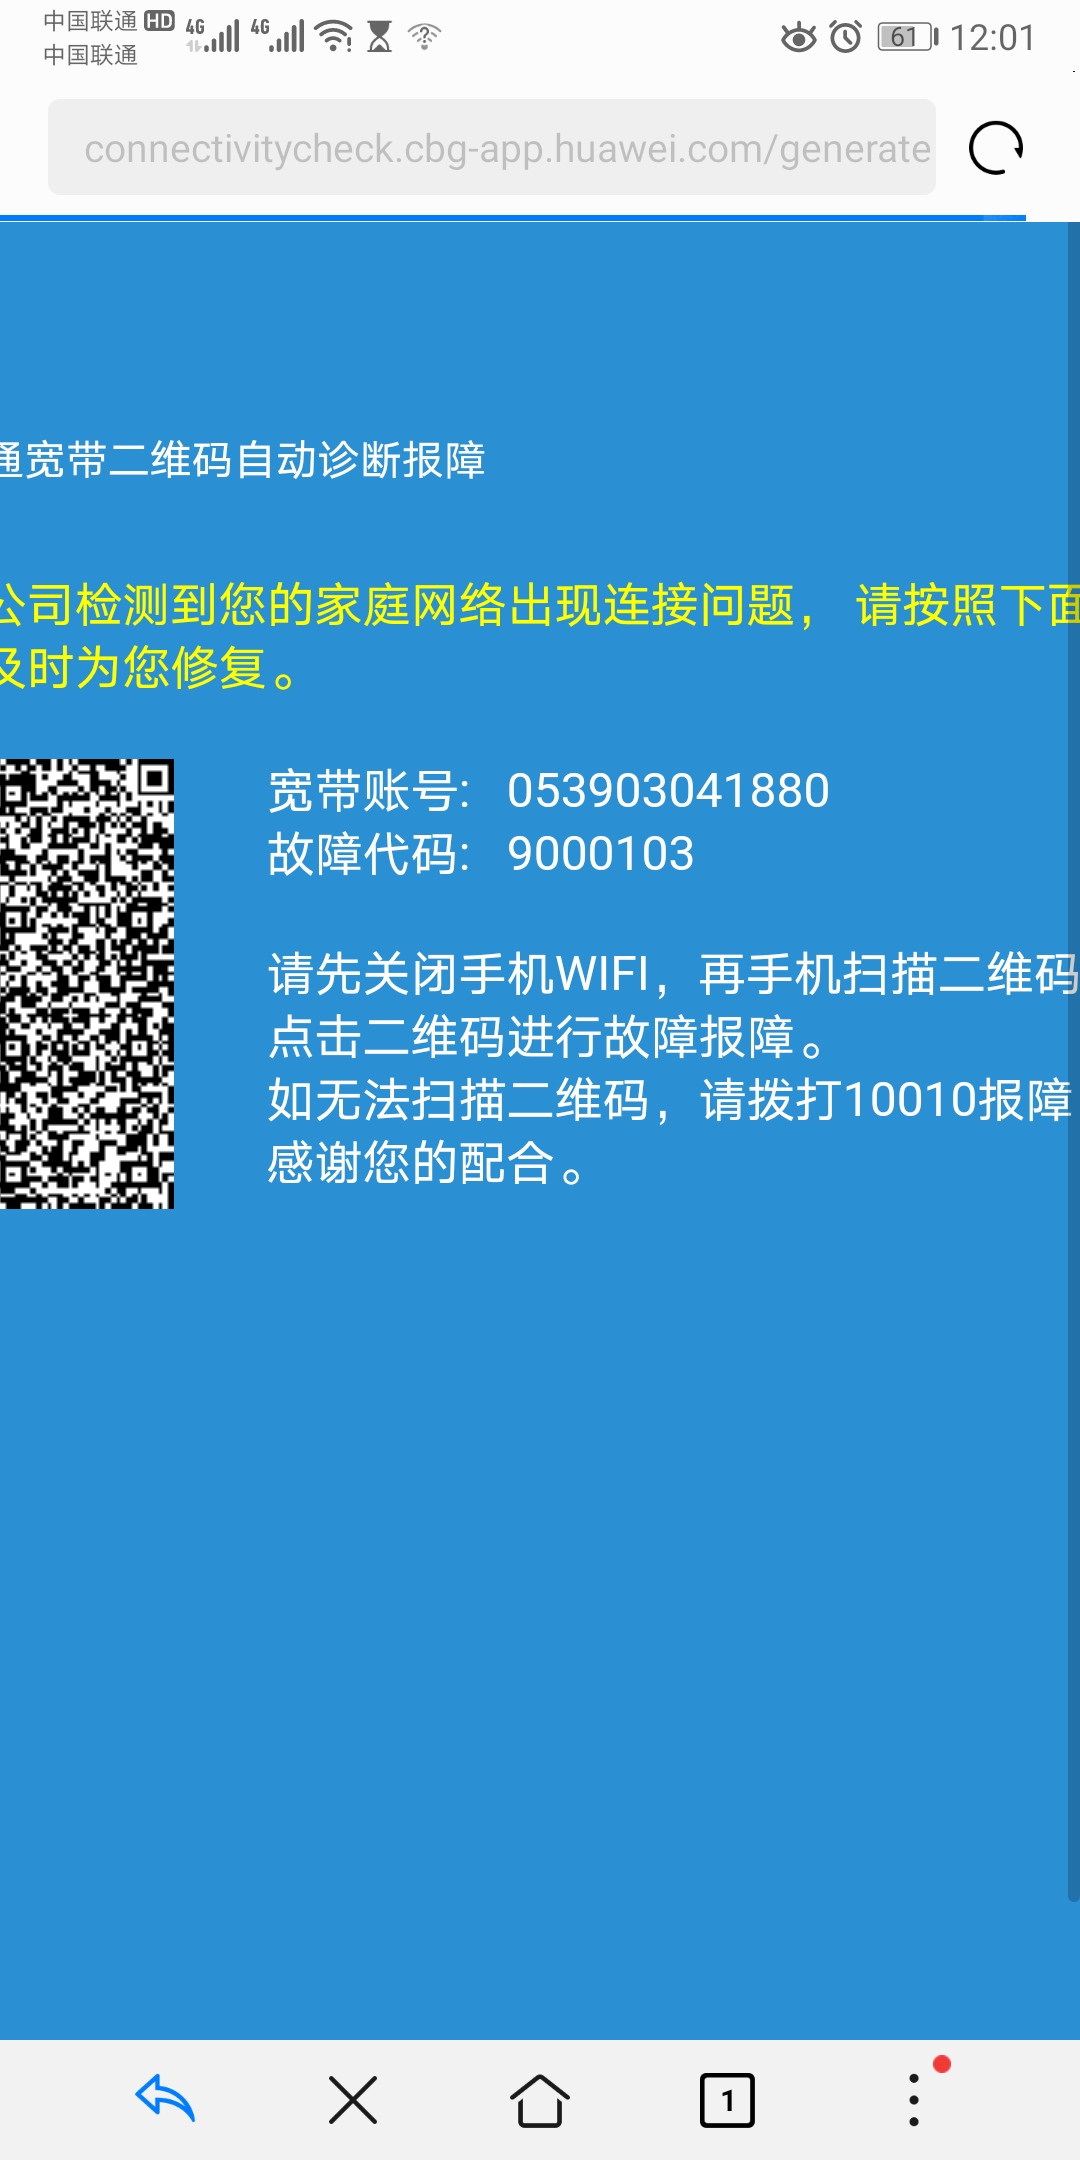 中国联通 HD 4G 4G 61 12:01
中国联通
connectivitycheck.cbg-app.huawei.com/generate
通宽带二维码自动诊断报障
公司检测到您的家庭网络出现连接问题， 请按照下面
及时为您修复。
宽带账号: 053903041880
故障代码: 9000103
请先关闭手机WIFI，再手机扫描二维码
点击二维码进行故障报障。
如无法扫描二维码，请拨打10010报障
感谢您的配合。
1